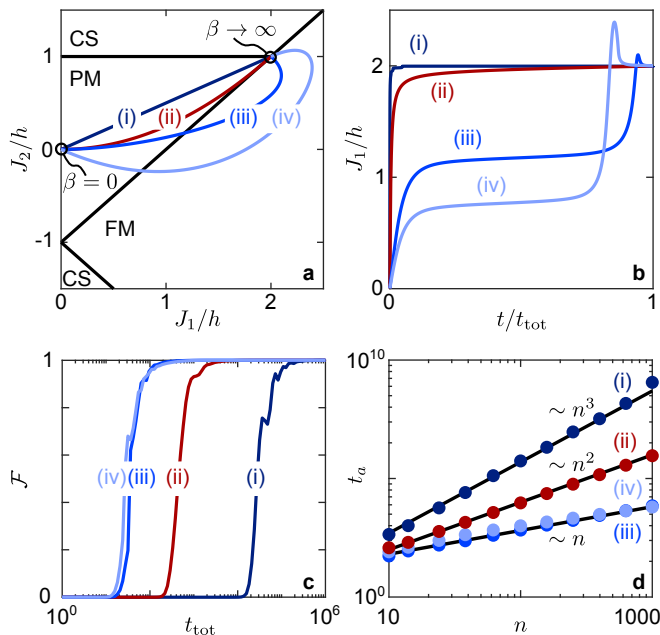 CS
β → ∞
1
PM
J₂/h
(i)
(ii)
(iii)
(iv)
0
β = 0
FM
-1
CS
a
0
1
2
J₁/h
(i)
2
(ii)
J₁/h
(iii)
1
(iv)
b
0
0
1
t/t_tot
1
F
(iv)
(iii)
(ii)
(i)
0
c
10⁰
10⁶
t_tot
10¹⁰
(i)
~ n³
(ii)
t_a
~ n²
(iv)
~ n
(iii)
d
10⁰
10
100
1000
n